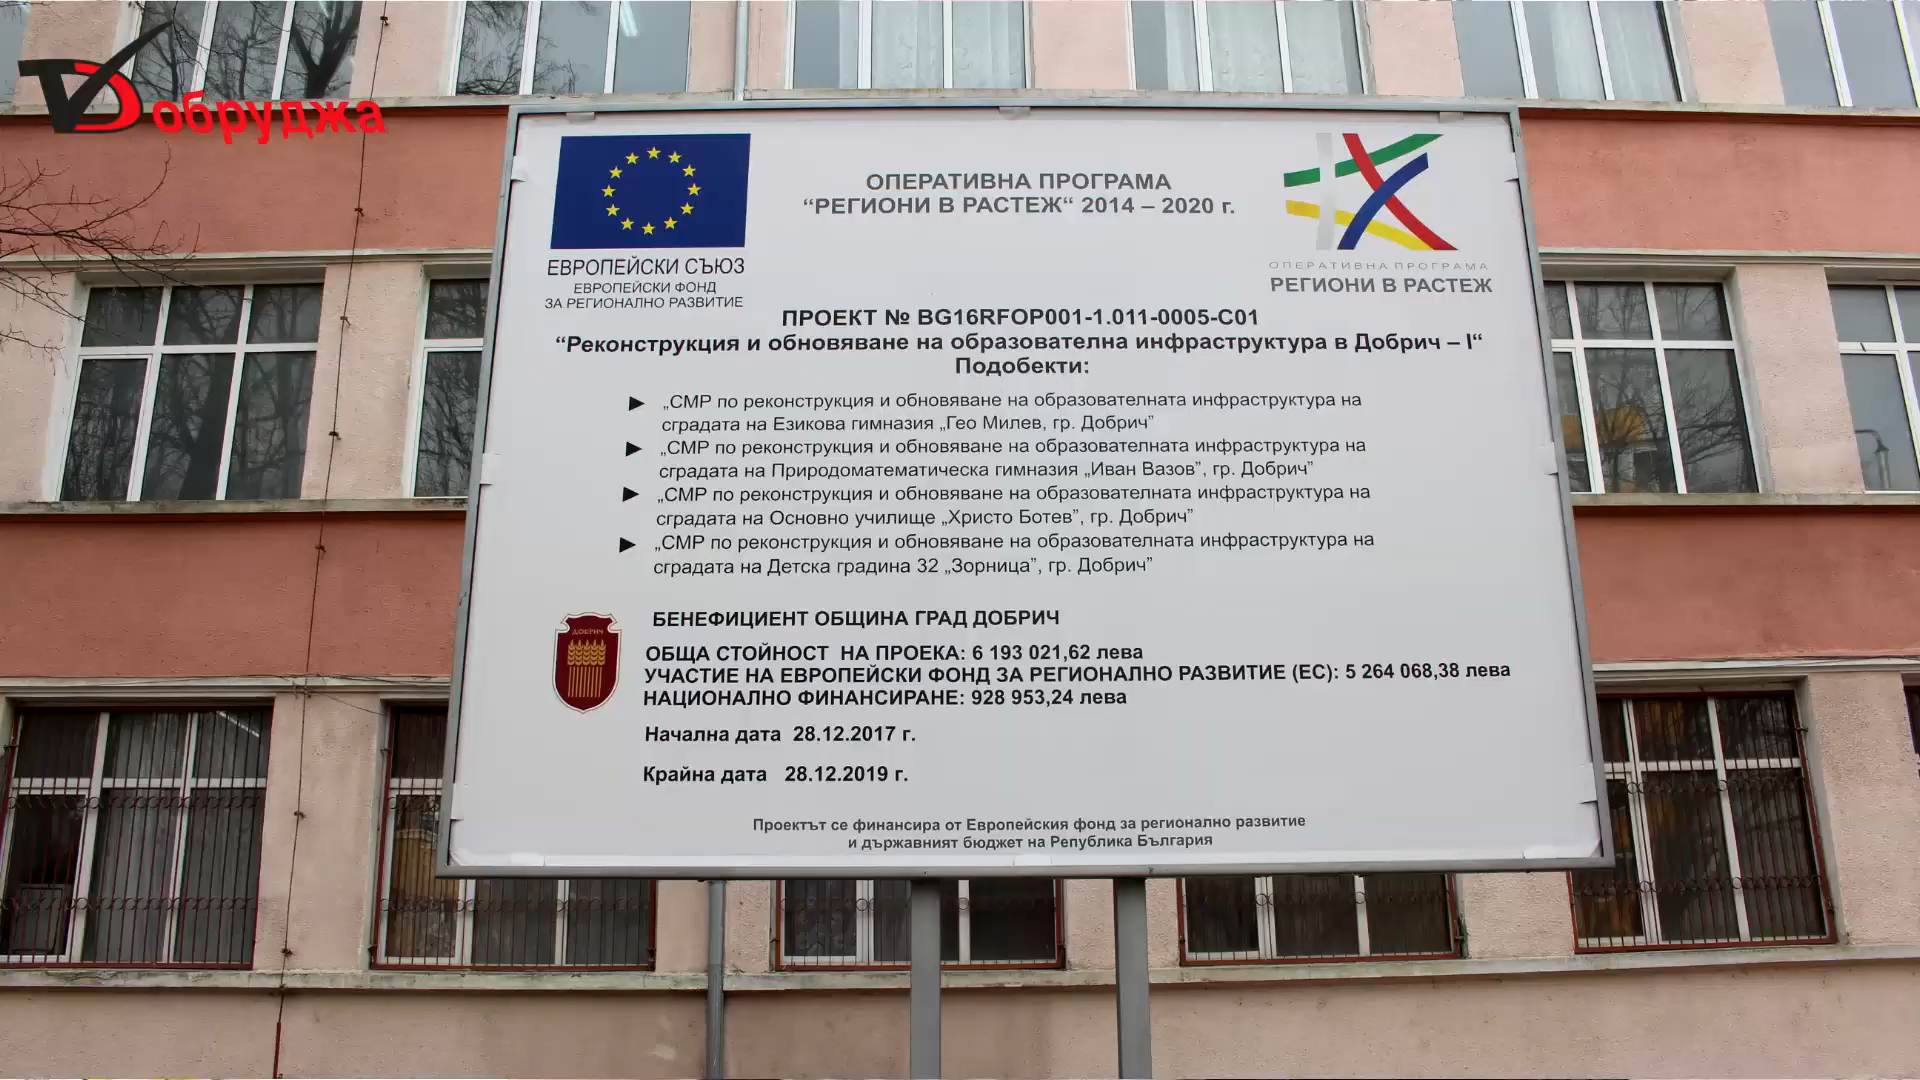 TV Добруджа
ОПЕРАТИВНА ПРОГРАМА
“РЕГИОНИ В РАСТЕЖ“ 2014 – 2020 г.
ЕВРОПЕЙСКИ СЪЮЗ
ЕВРОПЕЙСКИ ФОНД
ЗА РЕГИОНАЛНО РАЗВИТИЕ
ОПЕРАТИВНА ПРОГРАМА
РЕГИОНИ В РАСТЕЖ
ПРОЕКТ № BG16RFOP001-1.011-0005-C01
“Реконструкция и обновяване на образователна инфраструктура в Добрич – I“
Подобекти:
► „СМР по реконструкция и обновяване на образователната инфраструктура на
сградата на Езикова гимназия „Гео Милев, гр. Добрич”
► „СМР по реконструкция и обновяване на образователната инфраструктура на
сградата на Природоматематическа гимназия „Иван Вазов”, гр. Добрич”
► „СМР по реконструкция и обновяване на образователната инфраструктура на
сградата на Основно училище „Христо Ботев”, гр. Добрич”
► „СМР по реконструкция и обновяване на образователната инфраструктура на
сградата на Детска градина 32 „Зорница”, гр. Добрич”
ДОБРИЧ
БЕНЕФИЦИЕНТ ОБЩИНА ГРАД ДОБРИЧ
ОБЩА СТОЙНОСТ НА ПРОЕКА: 6 193 021,62 лева
УЧАСТИЕ НА ЕВРОПЕЙСКИ ФОНД ЗА РЕГИОНАЛНО РАЗВИТИЕ (ЕС): 5 264 068,38 лева
НАЦИОНАЛНО ФИНАНСИРАНЕ: 928 953,24 лева
Начална дата 28.12.2017 г.
Крайна дата 28.12.2019 г.
Проектът се финансира от Европейския фонд за регионално развитие
и държавният бюджет на Република България